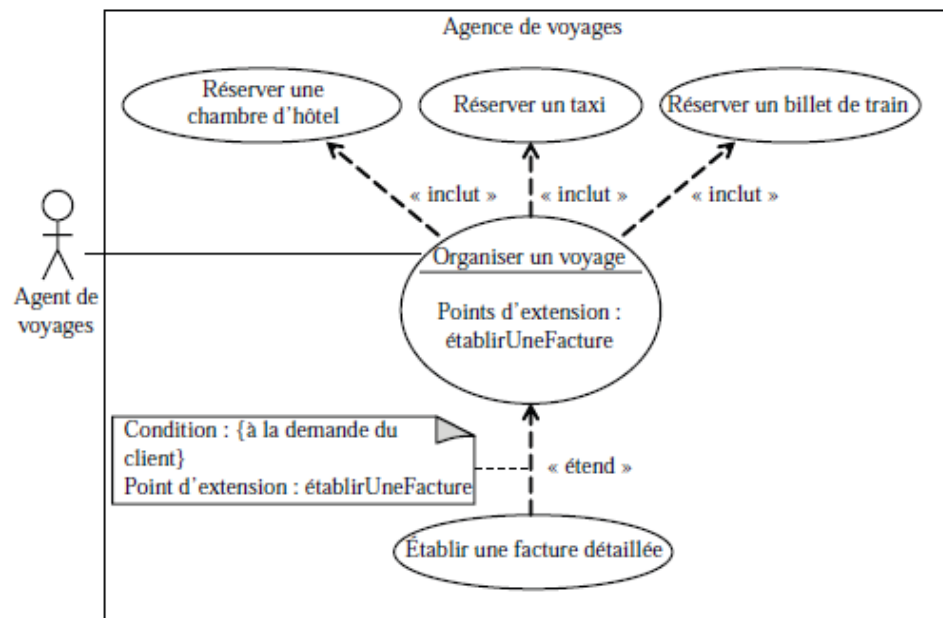 Agence de voyages
Réserver une
chambre d'hôtel
Réserver un taxi
Réserver un billet de train
« inclut »
« inclut »
« inclut »
Organiser un voyage
Points d'extension :
établirUneFacture
Agent de
voyages
Condition : {à la demande du
client}
Point d'extension : établirUneFacture
« étend »
Établir une facture détaillée